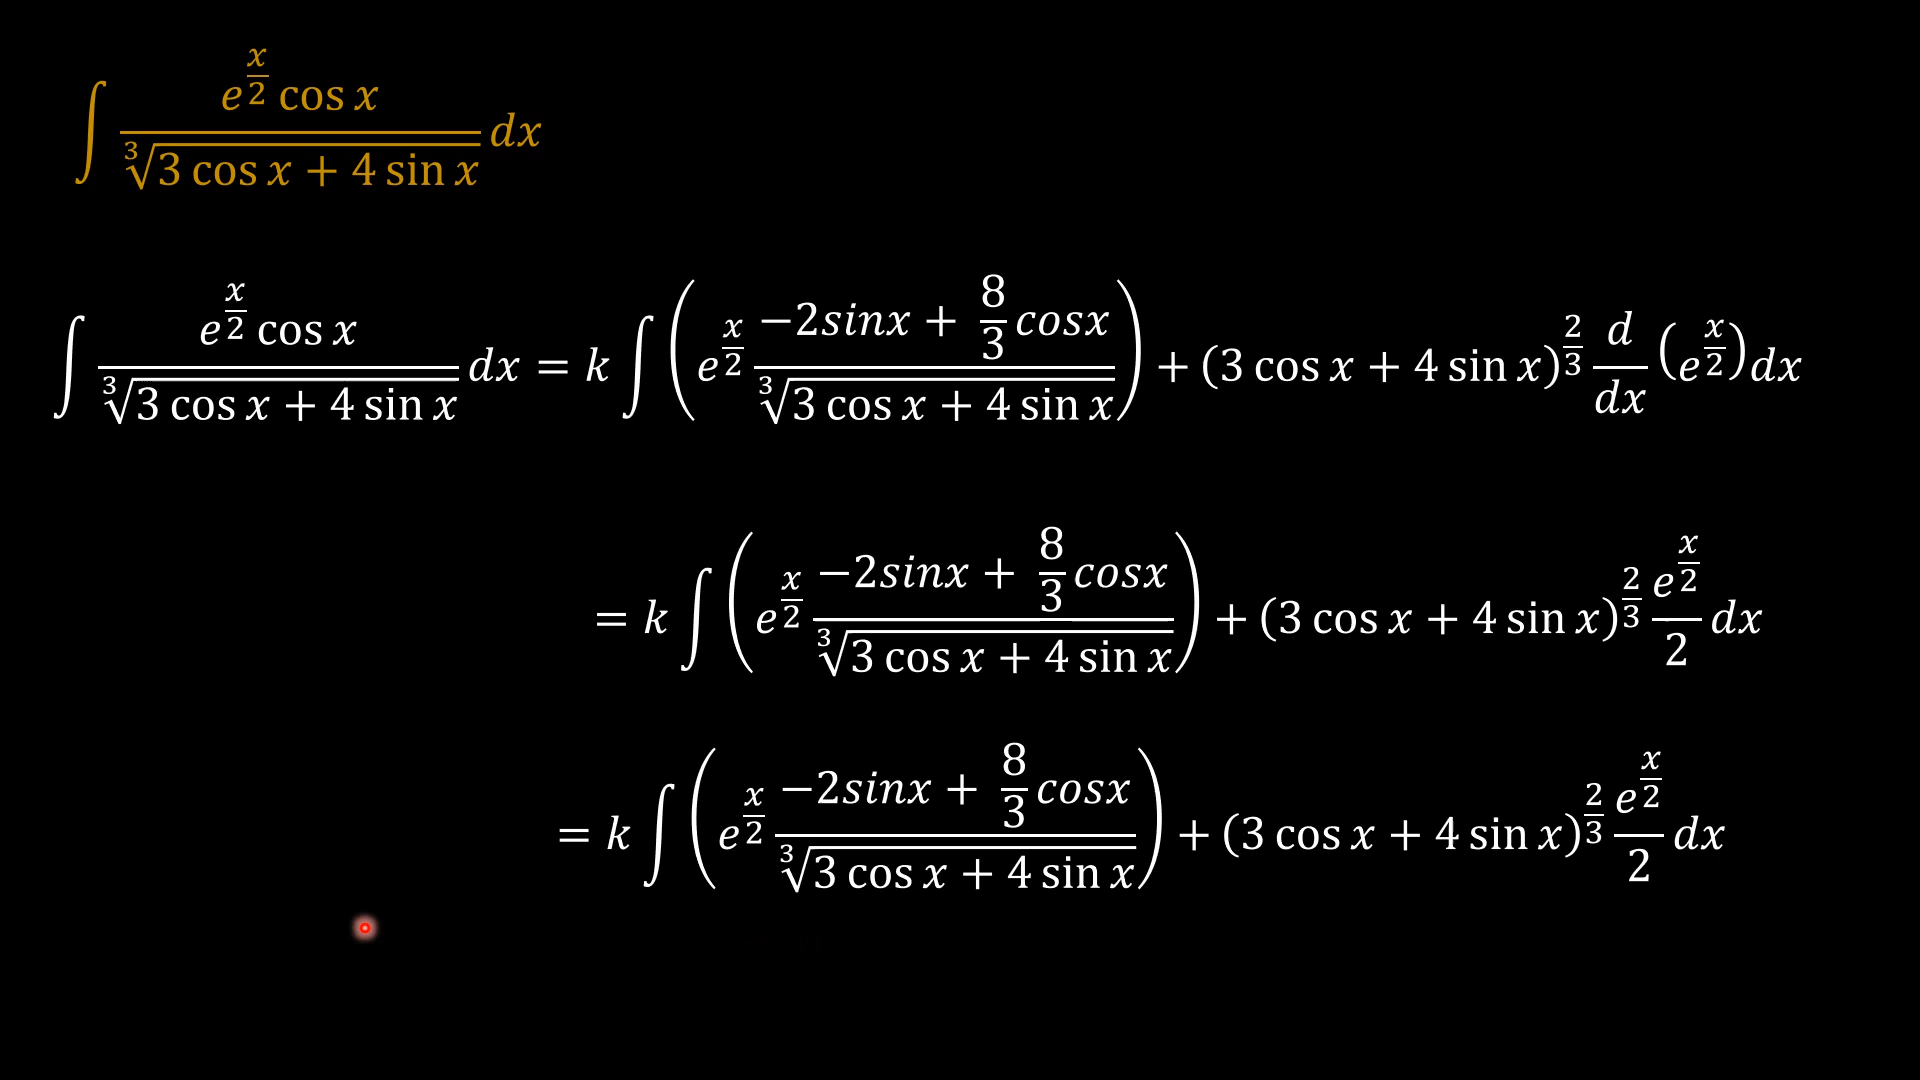 ∫ e^(x/2) cos x / ∛(3 cos x + 4 sin x) dx
∫ e^(x/2) cos x / ∛(3 cos x + 4 sin x) dx = k ∫ (e^(x/2) (−2sinx + 8/3 cosx) / ∛(3 cos x + 4 sin x)) + (3 cos x + 4 sin x)^(2/3) d/dx (e^(x/2)) dx
= k ∫ (e^(x/2) (−2sinx + 8/3 cosx) / ∛(3 cos x + 4 sin x)) + (3 cos x + 4 sin x)^(2/3) e^(x/2) / 2 dx
= k ∫ (e^(x/2) (−2sinx + 8/3 cosx) / ∛(3 cos x + 4 sin x)) + (3 cos x + 4 sin x)^(2/3) e^(x/2) / 2 dx